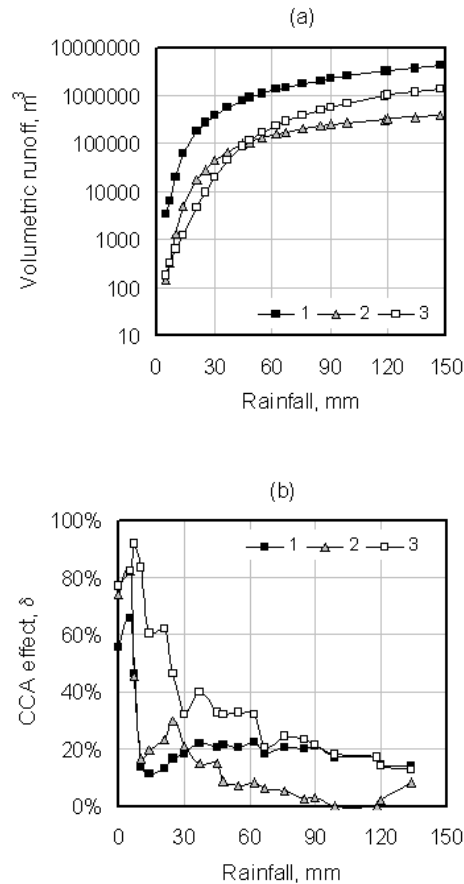 (a)
Volumetric runoff, m³
10000000
1000000
100000
10000
1000
100
10
1 2 3
0 30 60 90 120 150
Rainfall, mm
(b)
CCA effect, δ
100%
80%
60%
40%
20%
0%
1 2 3
0 30 60 90 120 150
Rainfall, mm